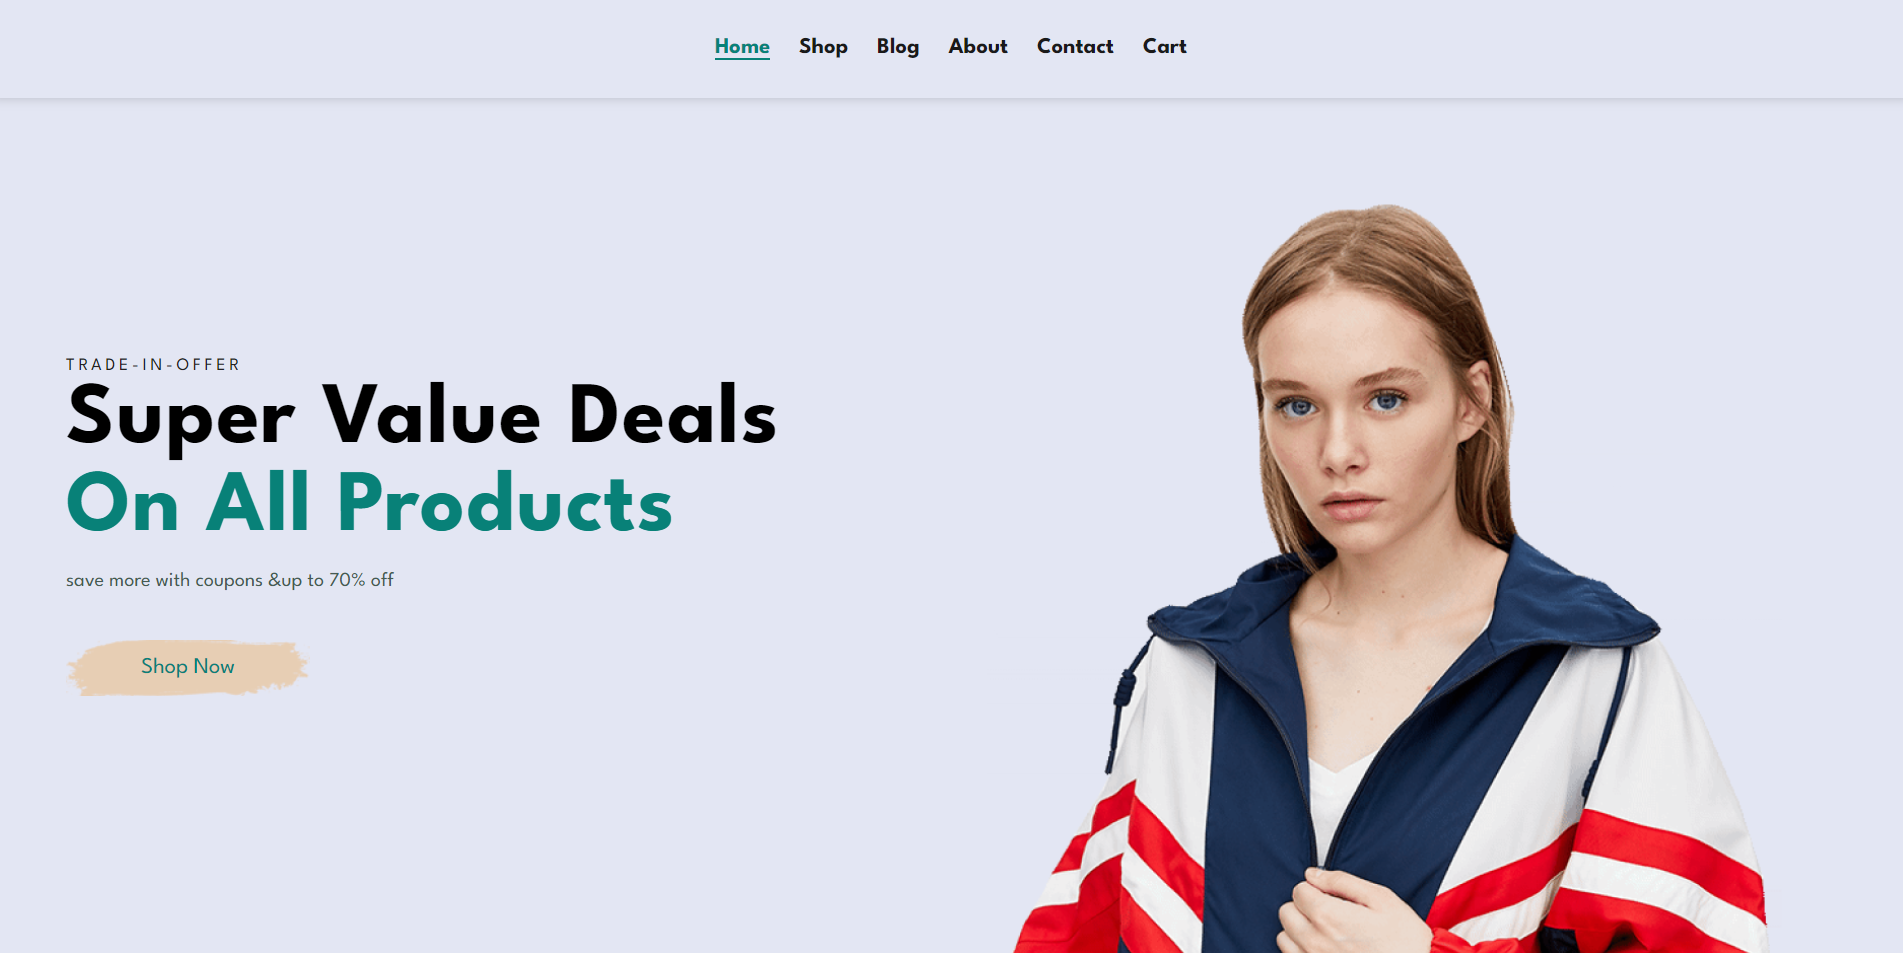 Home Shop Blog About Contact Cart
TRADE-IN-OFFER
Super Value Deals
On All Products
save more with coupons &up to 70% off
Shop Now